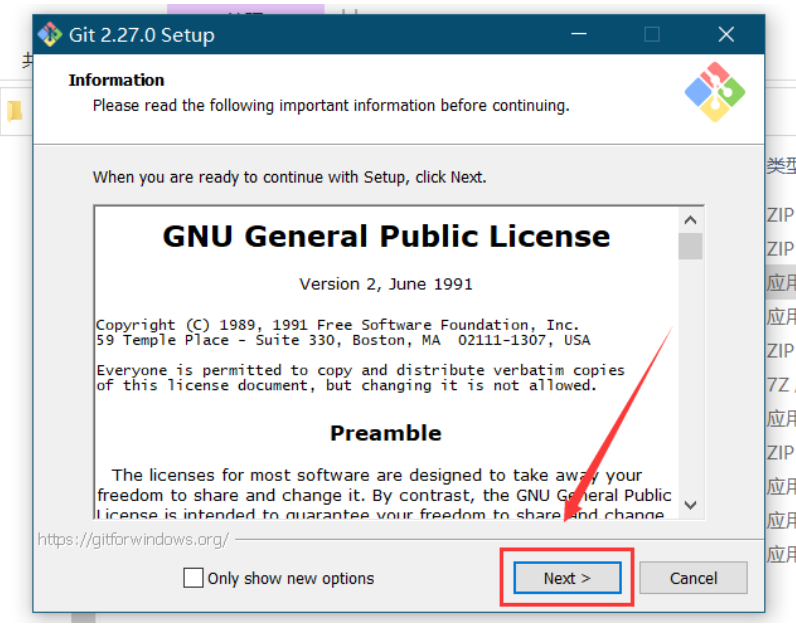 Git 2.27.0 Setup
Information
Please read the following important information before continuing.
When you are ready to continue with Setup, click Next.
GNU General Public License
Version 2, June 1991
Copyright (C) 1989, 1991 Free Software Foundation, Inc.
59 Temple Place - Suite 330, Boston, MA  02111-1307, USA
Everyone is permitted to copy and distribute verbatim copies
of this license document, but changing it is not allowed.
Preamble
The licenses for most software are designed to take away your
freedom to share and change it. By contrast, the GNU General Public
License is intended to guarantee your freedom to share and change
https://gitforwindows.org/
Only show new options
Next >
Cancel
类型
ZIP
ZIP
应用
应用
ZIP
7Z
应用
ZIP
应用
应用
应用